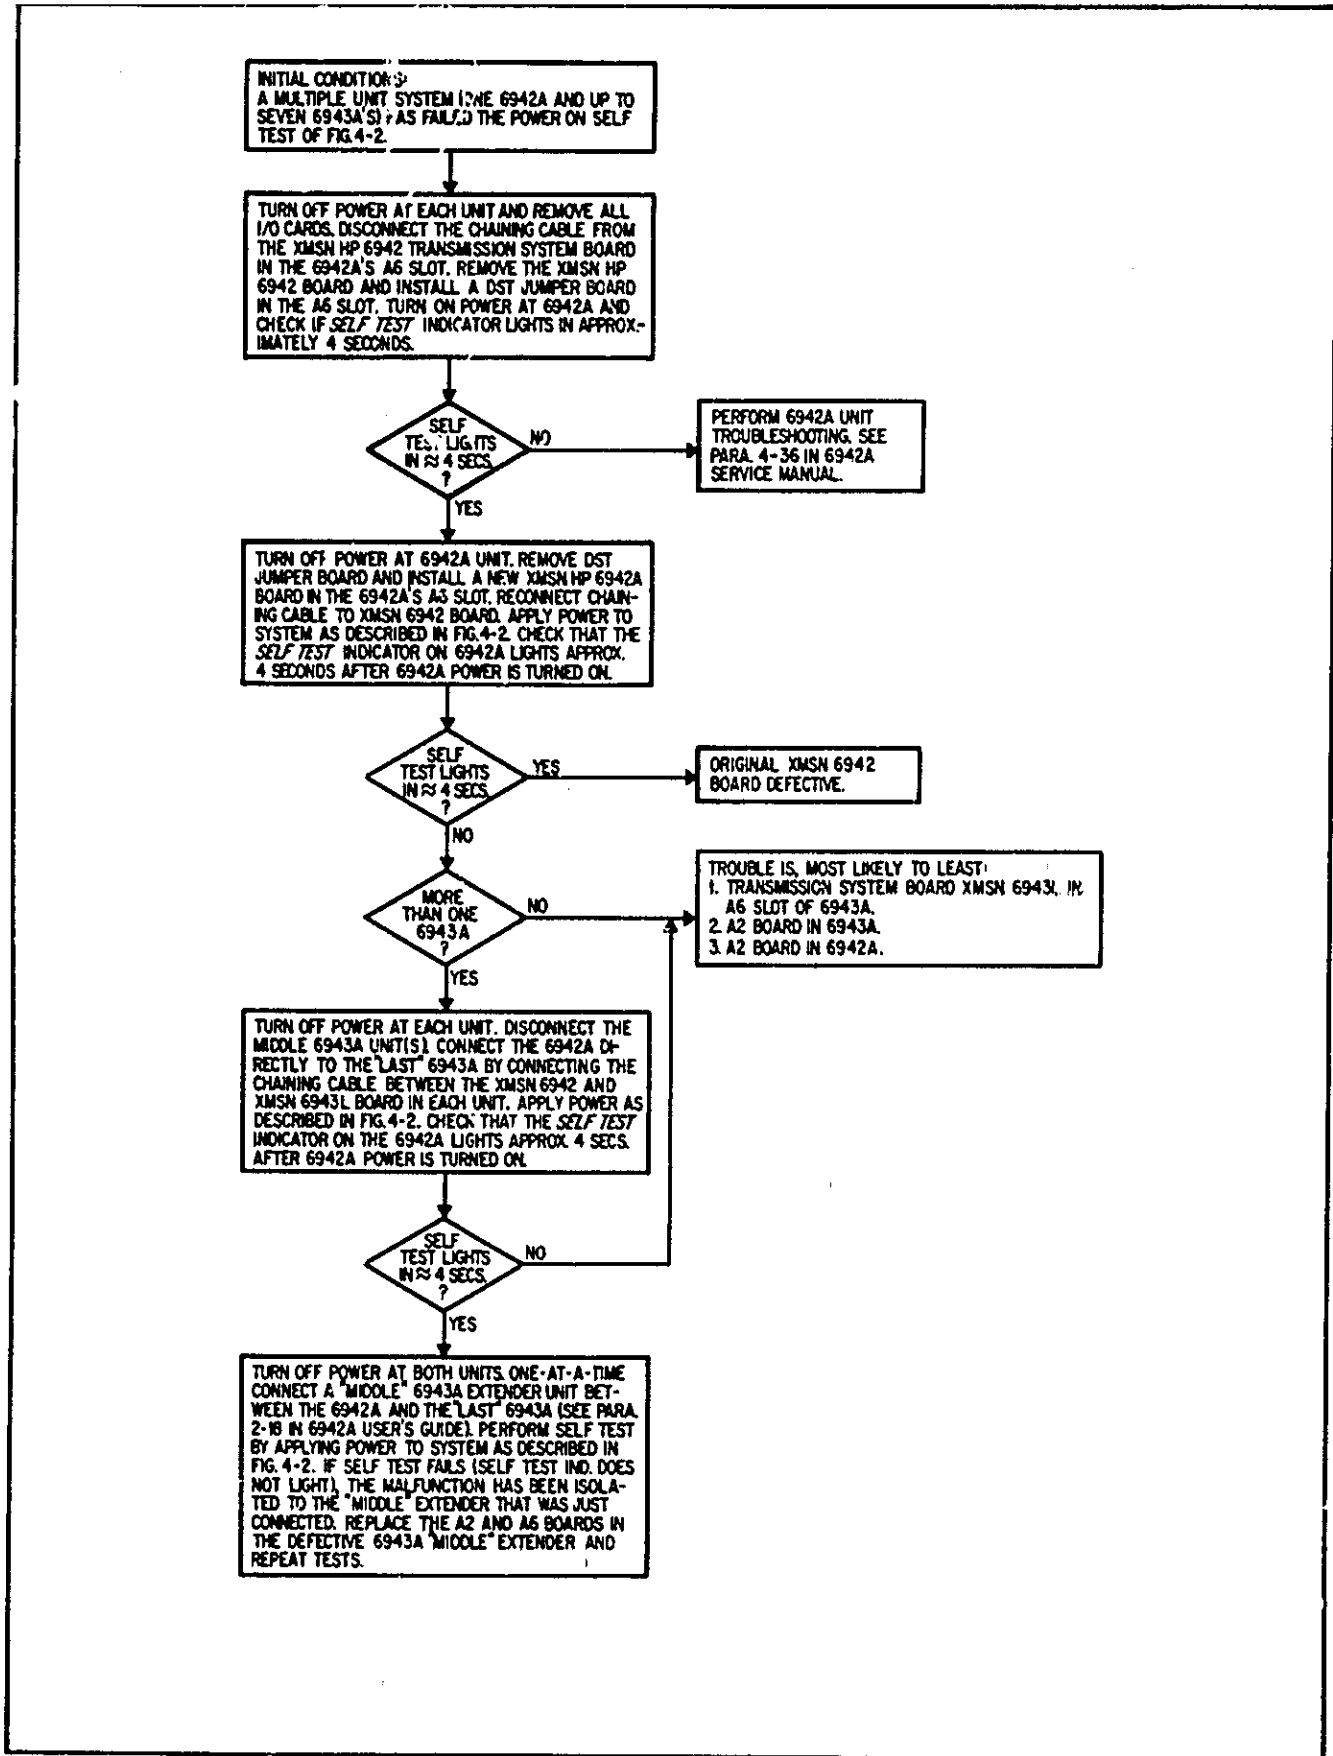 INITIAL CONDITIONS:
A MULTIPLE UNIT SYSTEM (ONE 6942A AND UP TO
SEVEN 6943A'S) HAS FAILED THE POWER ON SELF
TEST OF FIG.4-2.
TURN OFF POWER AT EACH UNIT AND REMOVE ALL
I/O CARDS. DISCONNECT THE CHAINING CABLE FROM
THE XMSN HP 6942 TRANSMISSION SYSTEM BOARD
IN THE 6942A'S A6 SLOT. REMOVE THE XMSN HP
6942 BOARD AND INSTALL A DST JUMPER BOARD
IN THE A6 SLOT. TURN ON POWER AT 6942A AND
CHECK IF SELF TEST INDICATOR LIGHTS IN APPROX-
IMATELY 4 SECONDS.
SELF
TEST LIGHTS
IN ≈ 4 SECS.
?
NO
PERFORM 6942A UNIT
TROUBLESHOOTING. SEE
PARA. 4-36 IN 6942A
SERVICE MANUAL.
YES
TURN OFF POWER AT 6942A UNIT. REMOVE DST
JUMPER BOARD AND INSTALL A NEW XMSN HP 6942A
BOARD IN THE 6942A'S SLOT. RECONNECT CHAIN-
ING CABLE TO XMSN 6942 BOARD. APPLY POWER TO
SYSTEM AS DESCRIBED IN FIG.4-2. CHECK THAT THE
SELF TEST INDICATOR ON 6942A LIGHTS APPROX.
4 SECONDS AFTER 6942A POWER IS TURNED ON.
SELF
TEST LIGHTS
IN ≈ 4 SECS.
?
YES
ORIGINAL XMSN 6942
BOARD DEFECTIVE.
NO
MORE
THAN ONE
6943A
?
NO
TROUBLE IS, MOST LIKELY TO LEAST:
1. TRANSMISSION SYSTEM BOARD XMSN 6943L. IN
A6 SLOT OF 6943A.
2. A2 BOARD IN 6943A.
3. A2 BOARD IN 6942A.
YES
TURN OFF POWER AT EACH UNIT. DISCONNECT THE
MIDDLE 6943A UNIT(S). CONNECT THE 6942A DI-
RECTLY TO THE "LAST" 6943A BY CONNECTING THE
CHAINING CABLE BETWEEN THE XMSN 6942 AND
XMSN 6943L BOARD IN EACH UNIT. APPLY POWER AS
DESCRIBED IN FIG.4-2. CHECK THAT THE SELF TEST
INDICATOR ON THE 6942A LIGHTS APPROX. 4 SECS.
AFTER 6942A POWER IS TURNED ON.
SELF
TEST LIGHTS
IN ≈ 4 SECS.
?
NO
YES
TURN OFF POWER AT BOTH UNITS. ONE-AT-A-TIME
CONNECT A "MIDDLE" 6943A EXTENDER UNIT BET-
WEEN THE 6942A AND THE "LAST" 6943A (SEE PARA.
2-18 IN 6942A USER'S GUIDE). PERFORM SELF TEST
BY APPLYING POWER TO SYSTEM AS DESCRIBED IN
FIG. 4-2. IF SELF TEST FAILS (SELF TEST IND. DOES
NOT LIGHT), THE MALFUNCTION HAS BEEN ISOLA-
TED TO THE "MIDDLE" EXTENDER THAT WAS JUST
CONNECTED. REPLACE THE A2 AND A6 BOARDS IN
THE DEFECTIVE 6943A "MIDDLE" EXTENDER AND
REPEAT TESTS.